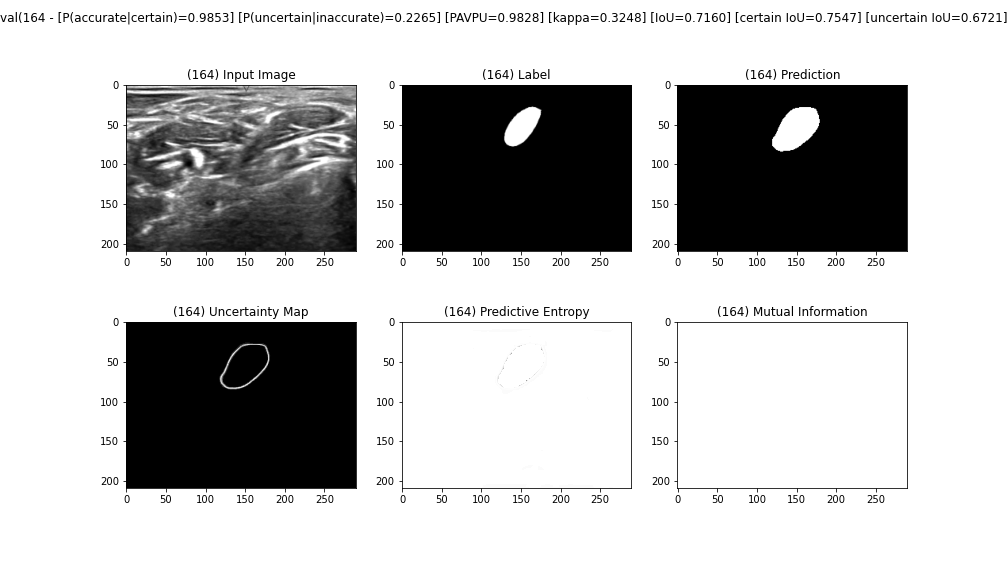 val(164 - [P(accurate|certain)=0.9853] [P(uncertain|inaccurate)=0.2265] [PAVPU=0.9828] [kappa=0.3248] [IoU=0.7160] [certain IoU=0.7547] [uncertain IoU=0.6721]
(164) Input Image
0
50
100
150
200
0 50 100 150 200 250
(164) Label
0
50
100
150
200
0 50 100 150 200 250
(164) Prediction
0
50
100
150
200
0 50 100 150 200 250
(164) Uncertainty Map
0
50
100
150
200
0 50 100 150 200 250
(164) Predictive Entropy
0
50
100
150
200
0 50 100 150 200 250
(164) Mutual Information
0
50
100
150
200
0 50 100 150 200 250